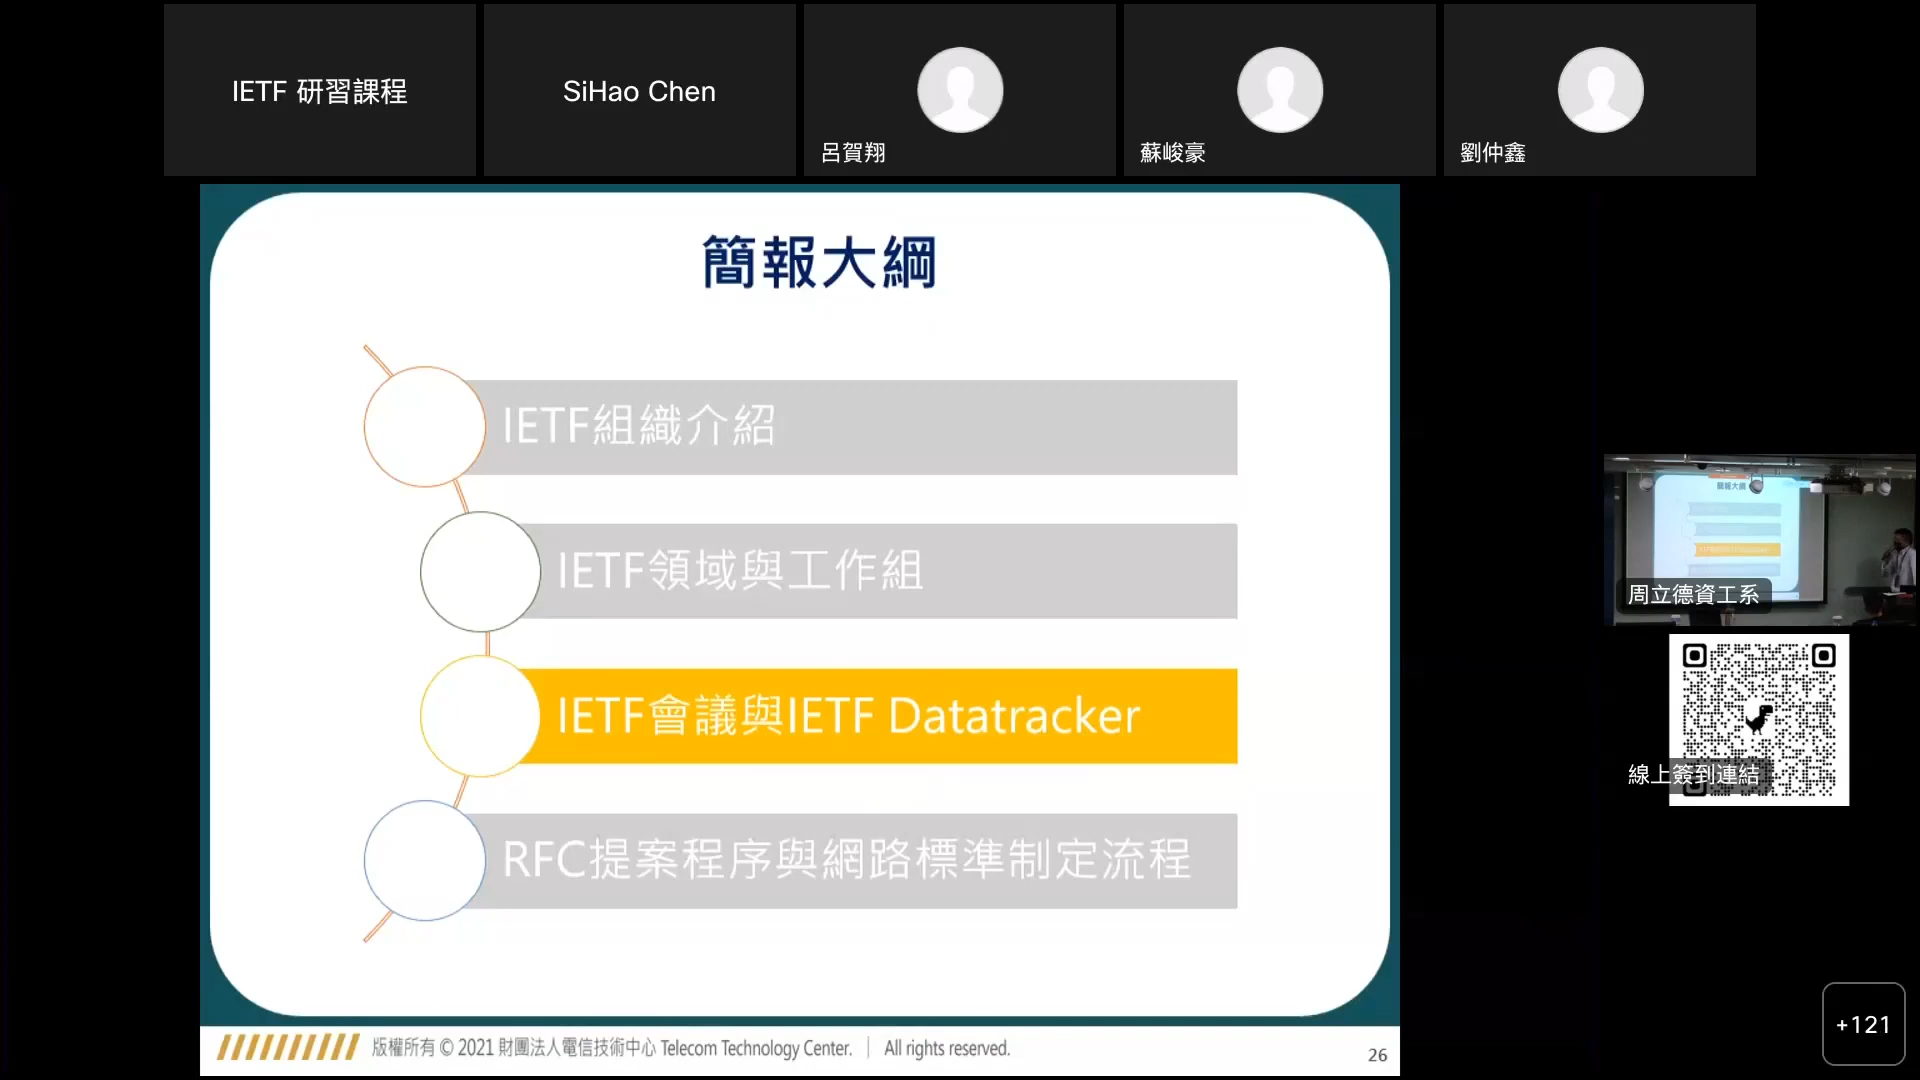 IETF 研習課程
SiHao Chen
呂賀翔
蘇峻豪
劉仲鑫
簡報大綱
IETF組織介紹
IETF領域與工作組
IETF會議與IETF Datatracker
RFC提案程序與網路標準制定流程
版權所有 © 2021 財團法人電信技術中心 Telecom Technology Center. | All rights reserved.
26
簡報大綱
周立德資工系
線上簽到連結
+121